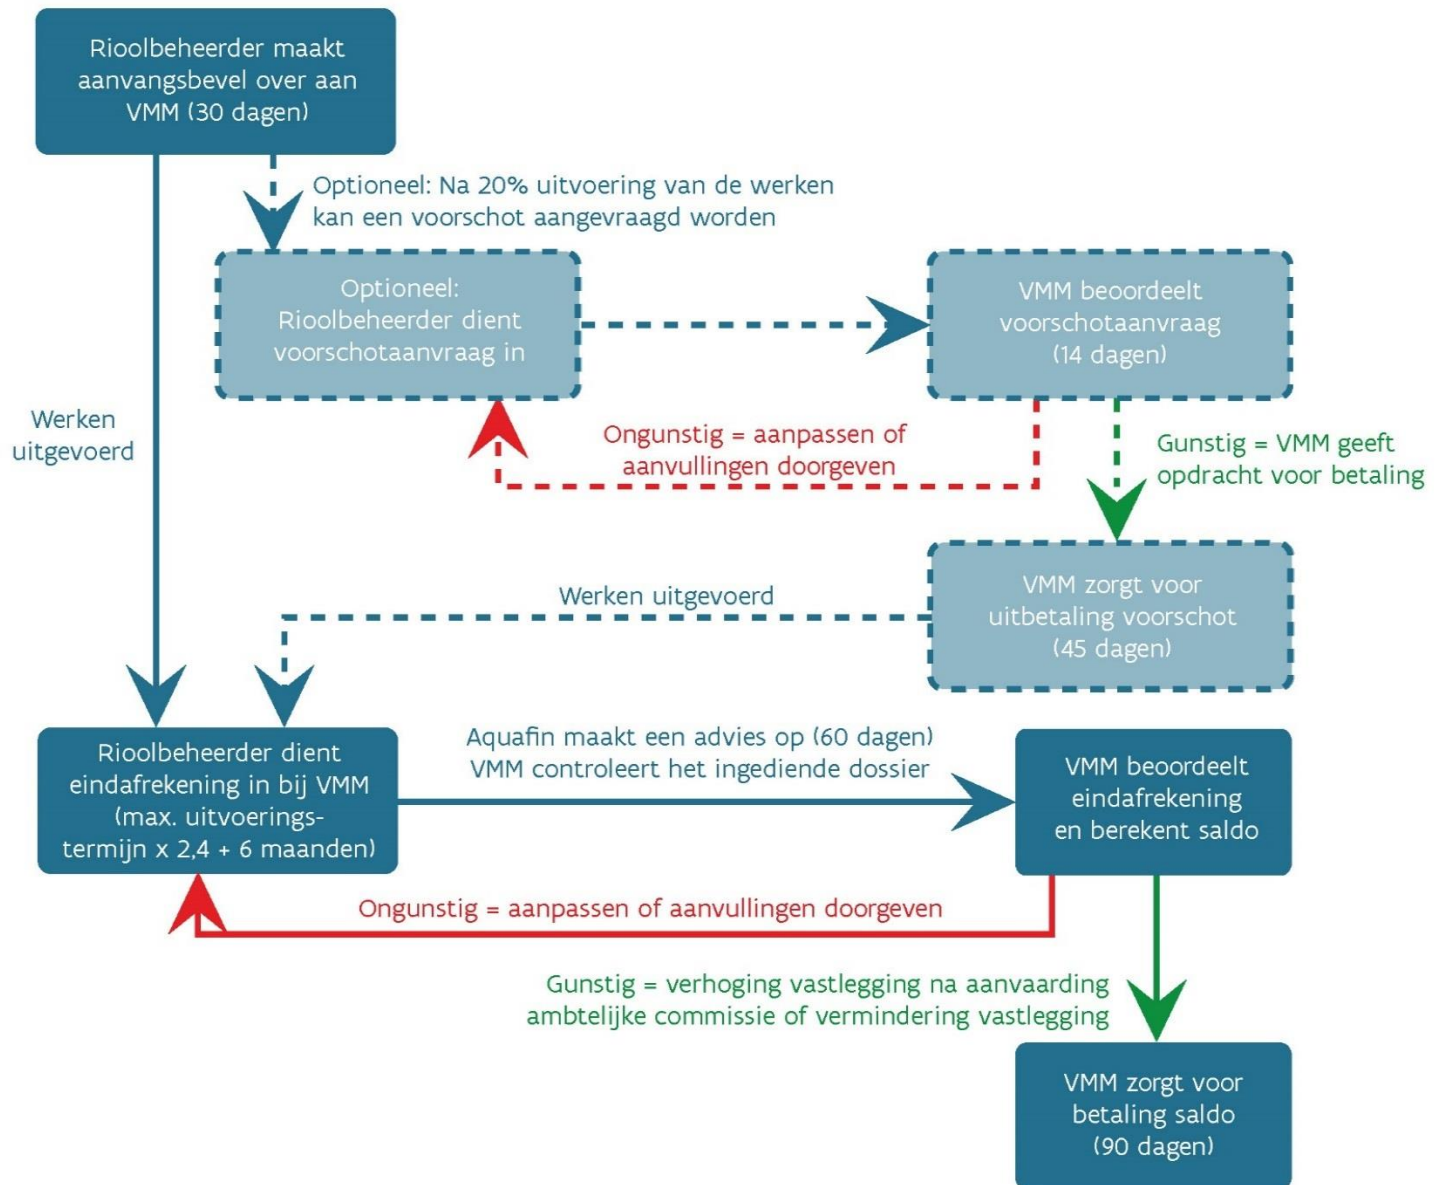 Rioolbeheerder maakt
aanvangsbevel over aan
VMM (30 dagen)
Optioneel: Na 20% uitvoering van de werken
kan een voorschot aangevraagd worden
Optioneel:
Rioolbeheerder dient
voorschotaanvraag in
VMM beoordeelt
voorschotaanvraag
(14 dagen)
Werken
uitgevoerd
Ongunstig = aanpassen of
aanvullingen doorgeven
Gunstig = VMM geeft
opdracht voor betaling
VMM zorgt voor
uitbetaling voorschot
(45 dagen)
Werken uitgevoerd
Rioolbeheerder dient
eindafrekening in bij VMM
(max. uitvoerings-
termijn x 2,4 + 6 maanden)
Aquafin maakt een advies op (60 dagen)
VMM controleert het ingediende dossier
VMM beoordeelt
eindafrekening
en berekent saldo
Ongunstig = aanpassen of aanvullingen doorgeven
Gunstig = verhoging vastlegging na aanvaarding
ambtelijke commissie of vermindering vastlegging
VMM zorgt voor
betaling saldo
(90 dagen)